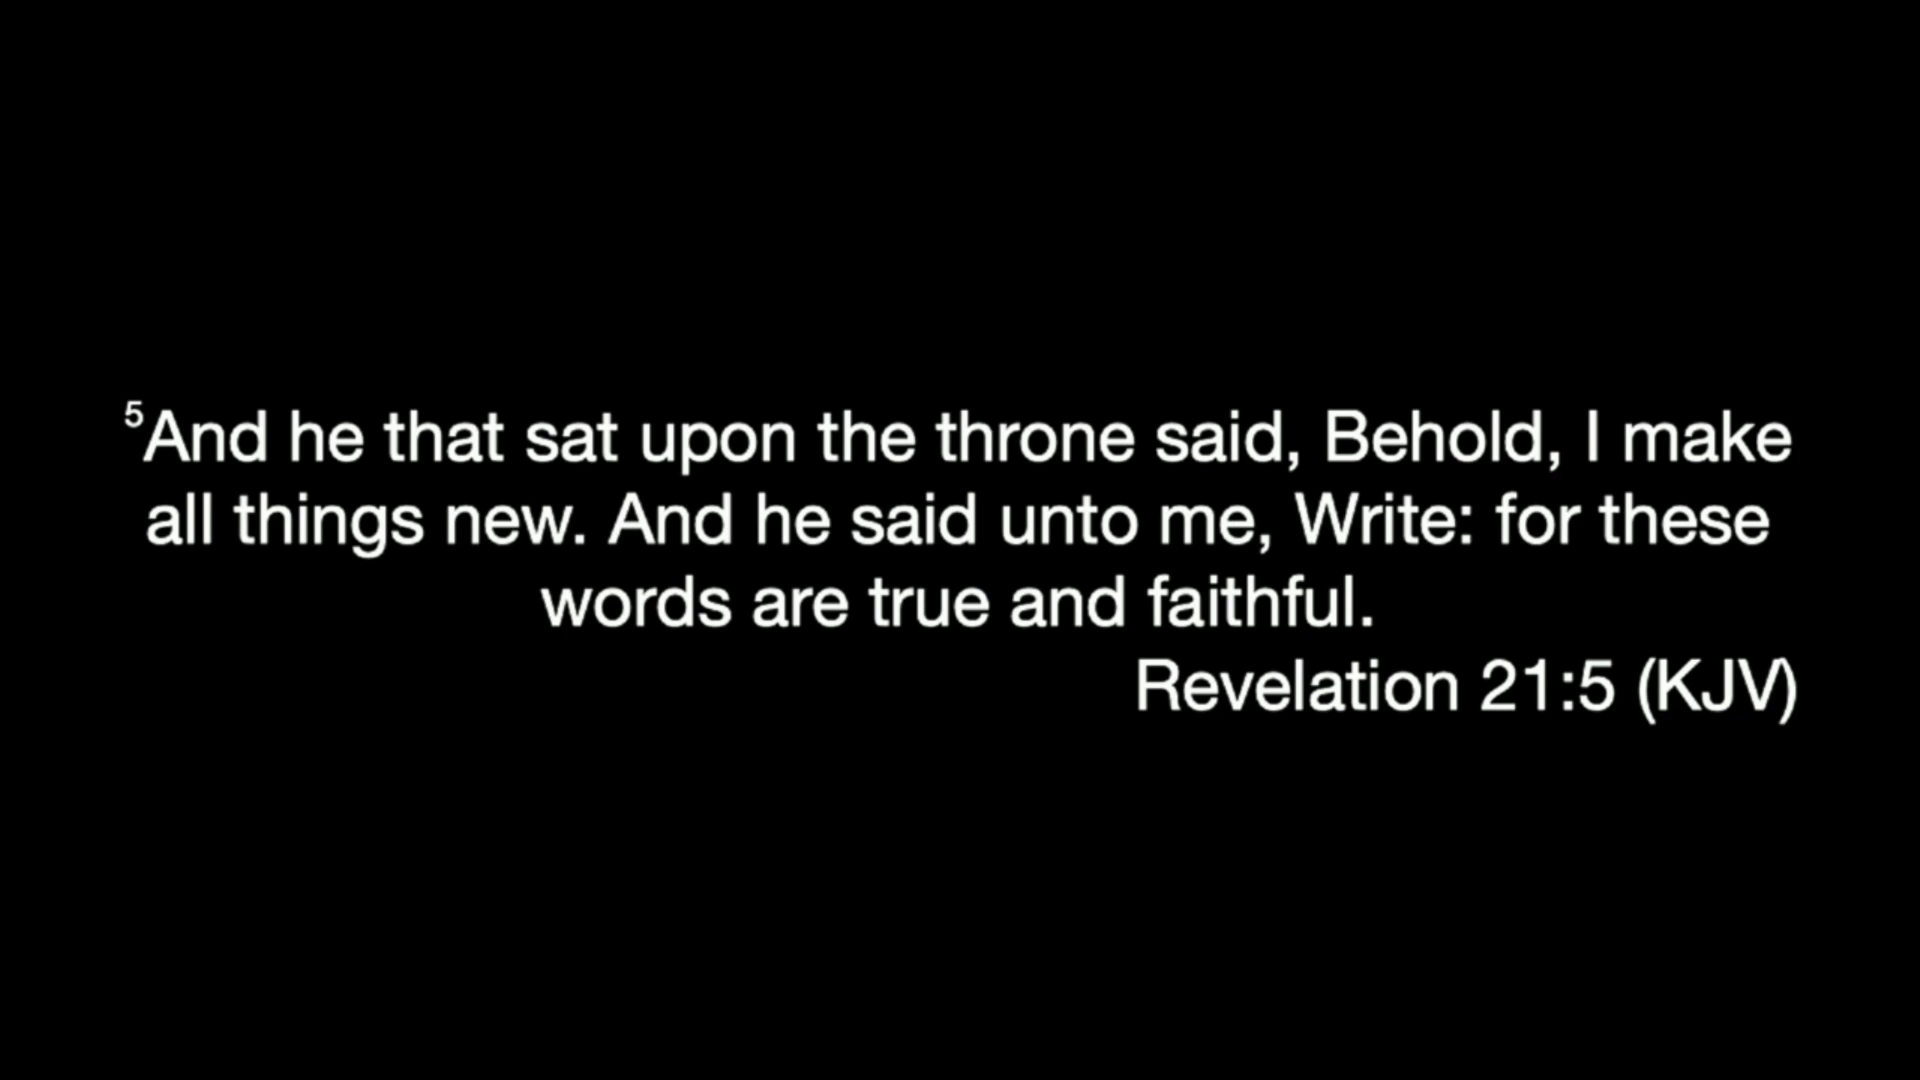 ⁵And he that sat upon the throne said, Behold, I make
all things new. And he said unto me, Write: for these
words are true and faithful.
Revelation 21:5 (KJV)